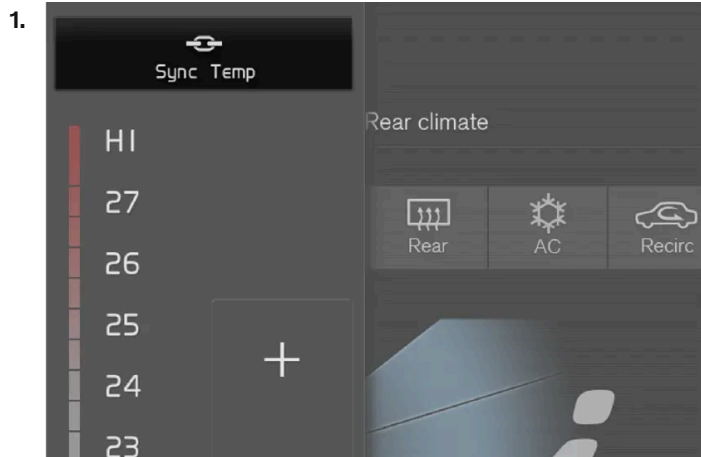 1.
Sync Temp
Rear climate
HI
27
Rear
AC
Recirc
26
25
+
24
23